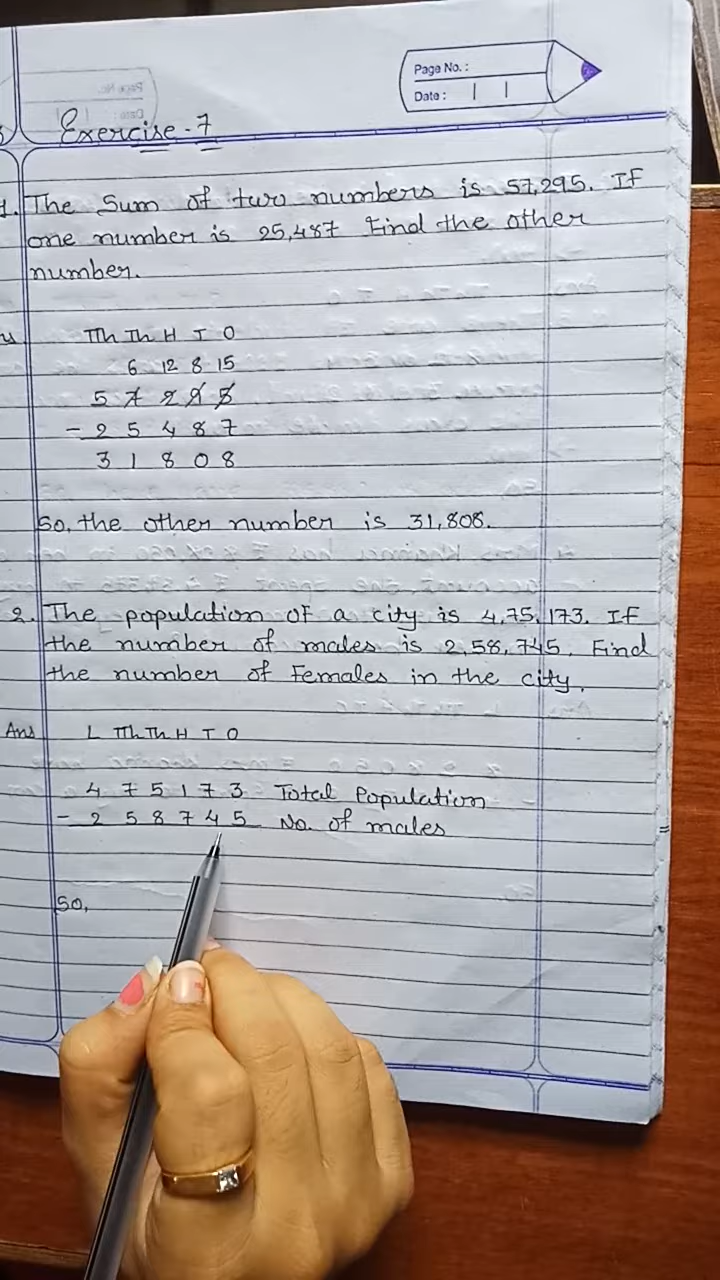 Page No. :
Date :
Exercise-7
1. The Sum of two numbers is 57,295. If
one number is 25,487 Find the other
number.
TTh Th H T O
6 12 8 15
5 7 2 9 5
- 2 5 4 8 7
3 1 8 0 8
So, the other number is 31,808.
2. The population of a city is 4,75,173. If
the number of males is 2,58,745. Find
the number of Females in the city.
Ans L TTh Th H T O
4 7 5 1 7 3 Total Population
- 2 5 8 7 4 5 No. of males
So,